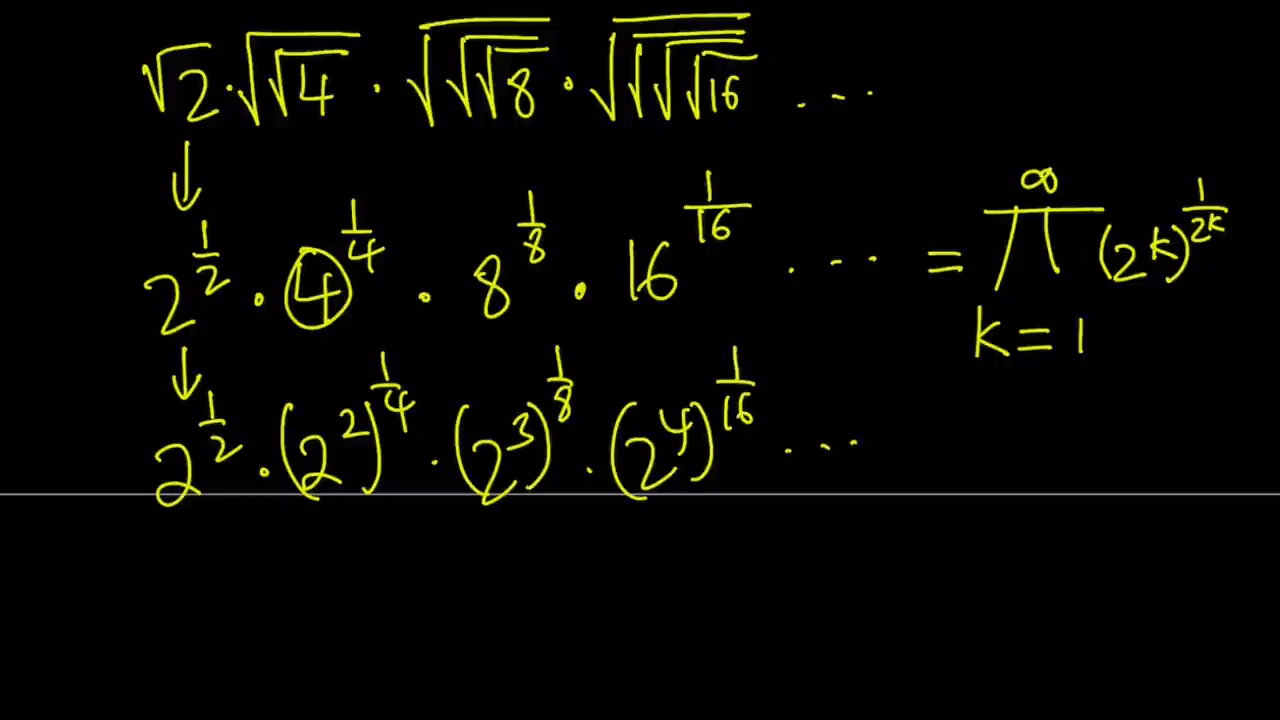 √2 · √√4 · √√√8 · √√√√16 ...
↓
2^(1/2) · 4^(1/4) · 8^(1/8) · 16^(1/16) ... = ∏_(k=1)^∞ (2^k)^(1/2k)
↓
2^(1/2) · (2^2)^(1/4) · (2^3)^(1/8) · (2^4)^(1/16) ...